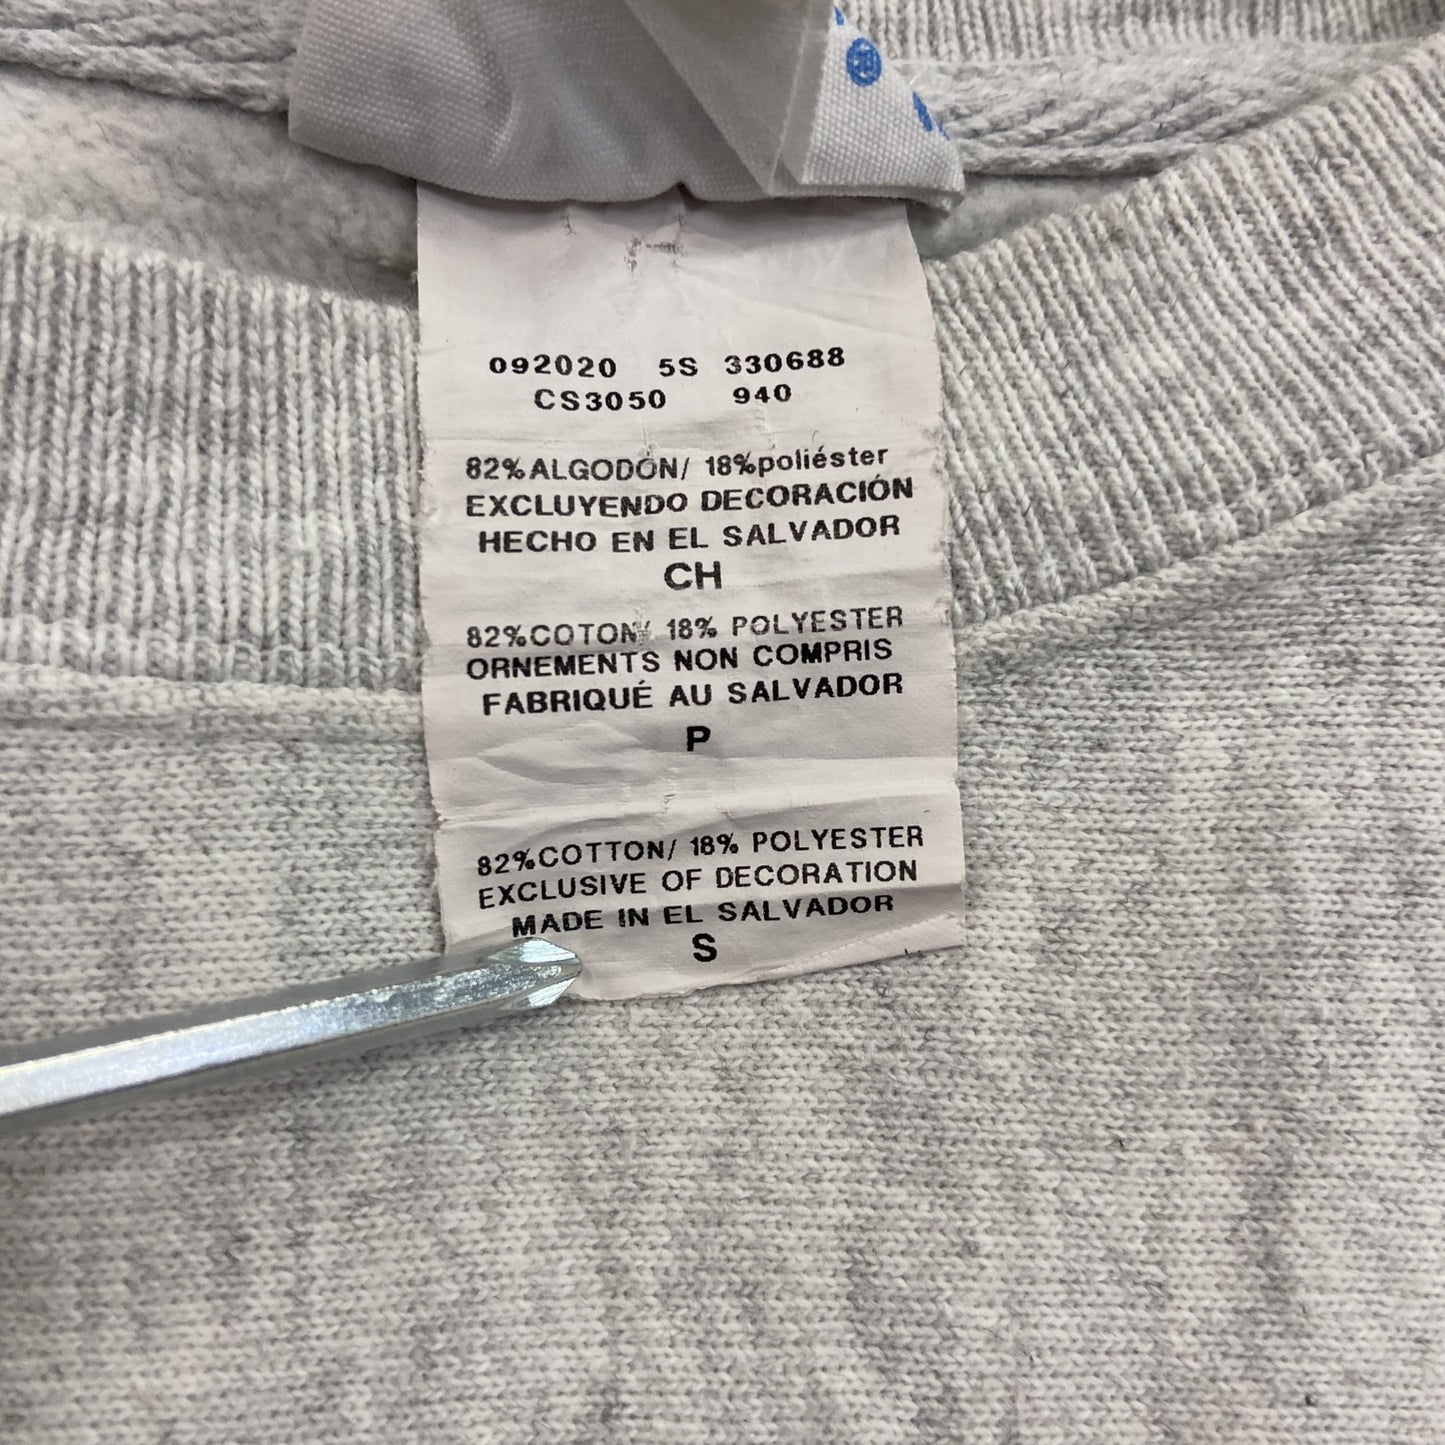 092020 5S 330688
CS3050 940
82%ALGODÓN/ 18%poliéster
EXCLUYENDO DECORACIÓN
HECHO EN EL SALVADOR
CH
82%COTON/ 18% POLYESTER
ORNEMENTS NON COMPRIS
FABRIQUÉ AU SALVADOR
P
82%COTTON/ 18% POLYESTER
EXCLUSIVE OF DECORATION
MADE IN EL SALVADOR
S